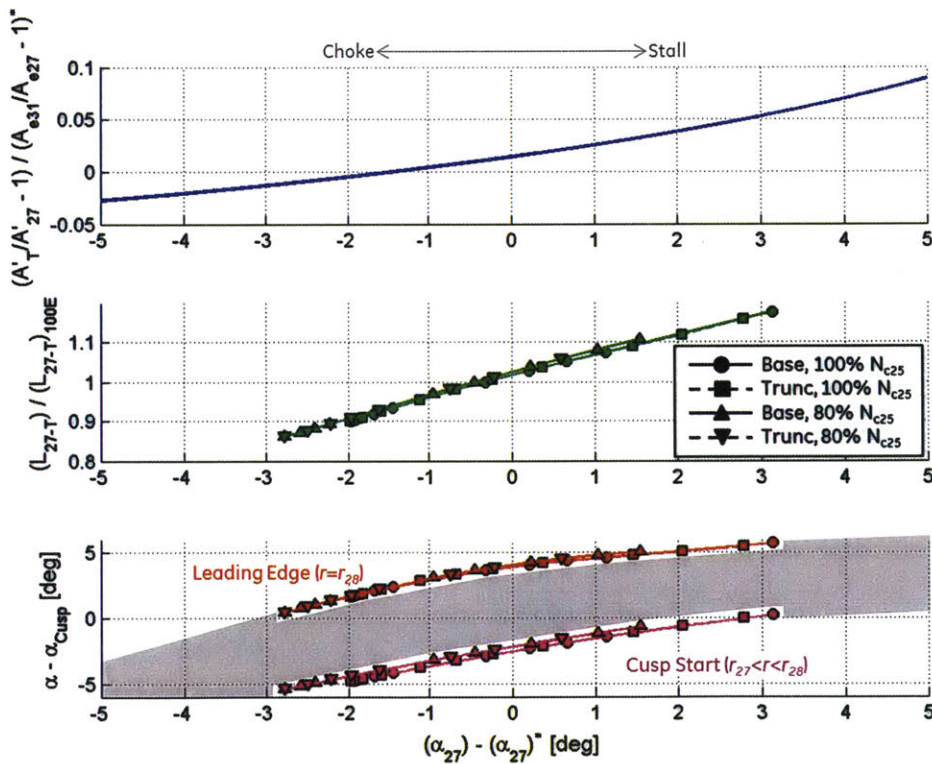 Choke Stall
(A'T/A'27 - 1) / (Ae31/Ae27 - 1)*
0.1
0.05
0
-0.05
-5 -4 -3 -2 -1 0 1 2 3 4 5
(L27-T) / (L27-T)100E
1.1
1
0.9
0.8
Base, 100% Nc25
Trunc, 100% Nc25
Base, 80% Nc25
Trunc, 80% Nc25
-5 -4 -3 -2 -1 0 1 2 3 4 5
α - αCusp [deg]
5
0
-5
Leading Edge (r=r28)
Cusp Start (r27<r<r28)
-5 -4 -3 -2 -1 0 1 2 3 4 5
(α27) - (α27)* [deg]